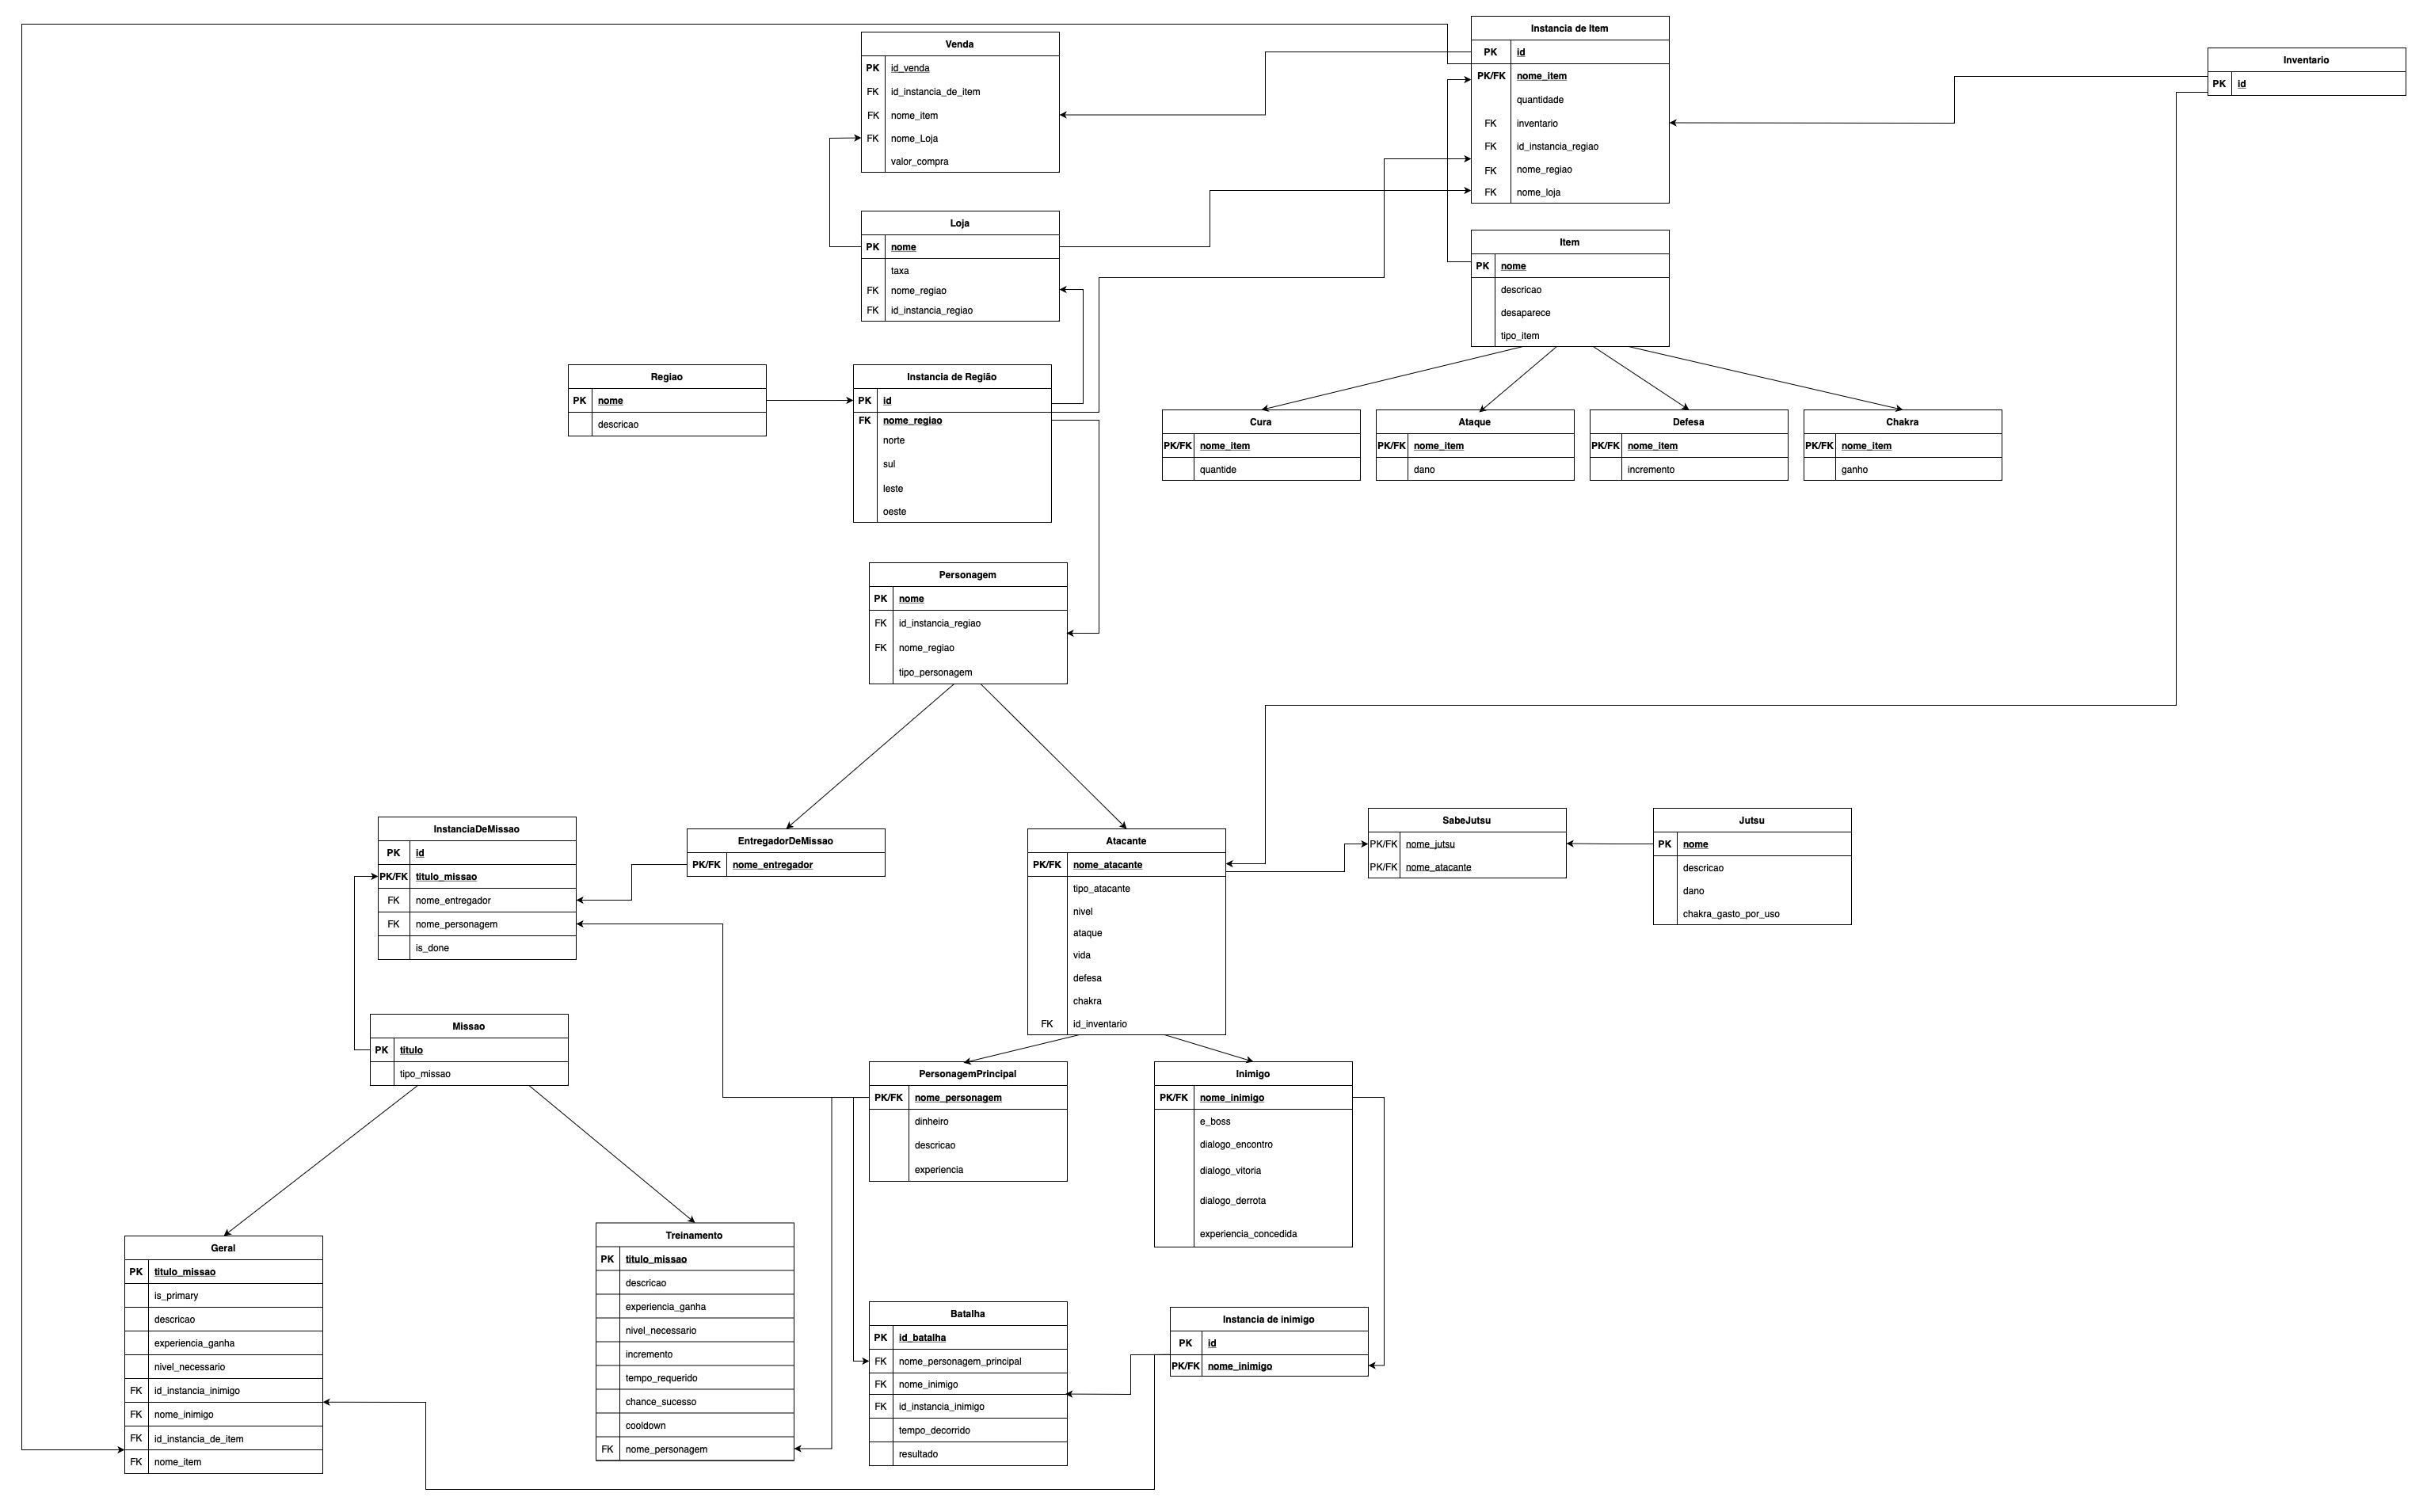 Venda
PK id_venda
FK id_instancia_de_item
FK nome_item
FK nome_Loja
valor_compra
Instancia de Item
PK id
PK/FK nome_item
quantidade
FK inventario
FK id_instancia_regiao
FK nome_regiao
FK nome_loja
Inventario
PK id
Loja
PK nome
taxa
FK nome_regiao
FK id_instancia_regiao
Item
PK nome
descricao
desaparece
tipo_item
Regiao
PK nome
descricao
Instancia de Região
PK id
FK nome_regiao
norte
sul
leste
oeste
Cura
PK/FK nome_item
quantide
Ataque
PK/FK nome_item
dano
Defesa
PK/FK nome_item
incremento
Chakra
PK/FK nome_item
ganho
Personagem
PK nome
FK id_instancia_regiao
FK nome_regiao
tipo_personagem
InstanciaDeMissao
PK id
PK/FK titulo_missao
FK nome_entregador
FK nome_personagem
is_done
EntregadorDeMissao
PK/FK nome_entregador
Atacante
PK/FK nome_atacante
tipo_atacante
nivel
ataque
vida
defesa
chakra
FK id_inventario
SabeJutsu
PK/FK nome_jutsu
PK/FK nome_atacante
Jutsu
PK nome
descricao
dano
chakra_gasto_por_uso
Missao
PK titulo
tipo_missao
PersonagemPrincipal
PK/FK nome_personagem
dinheiro
descricao
experiencia
Inimigo
PK/FK nome_inimigo
e_boss
dialogo_encontro
dialogo_vitoria
dialogo_derrota
experiencia_concedida
Geral
PK titulo_missao
is_primary
descricao
experiencia_ganha
nivel_necessario
FK id_instancia_inimigo
FK nome_inimigo
FK id_instancia_de_item
FK nome_item
Treinamento
PK titulo_missao
descricao
experiencia_ganha
nivel_necessario
incremento
tempo_requerido
chance_sucesso
cooldown
FK nome_personagem
Batalha
PK id_batalha
FK nome_personagem_principal
FK nome_inimigo
FK id_instancia_inimigo
tempo_decorrido
resultado
Instancia de inimigo
PK id
PK/FK nome_inimigo